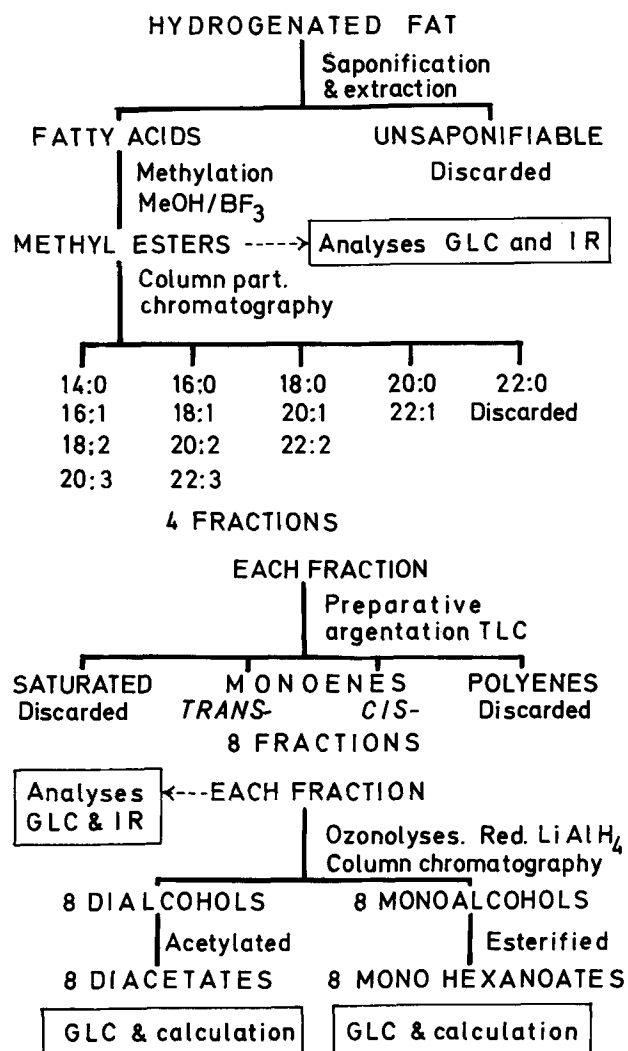 HYDROGENATED FAT
Saponification
& extraction
FATTY ACIDS UNSAPONIFIABLE
Methylation Discarded
MeOH/BF3
METHYL ESTERS Analyses GLC and IR
Column part.
chromatography
14:0 16;0 18:0 20:0 22:0
16:1 18:1 20:1 22:1 Discarded
18;2 20;2 22:2
20:3 22:3
4 FRACTIONS
EACH FRACTION
Preparative
argentation TLC
SATURATED MONOENES POLYENES
Discarded TRANS- CIS- Discarded
8 FRACTIONS
Analyses EACH FRACTION
GLC & IR
Ozonolyses. Red. LiAlH4
Column chromatography
8 DIALCOHOLS 8 MONOALCOHOLS
Acetylated Esterified
8 DIACETATES 8 MONO HEXANOATES
GLC & calculation GLC & calculation